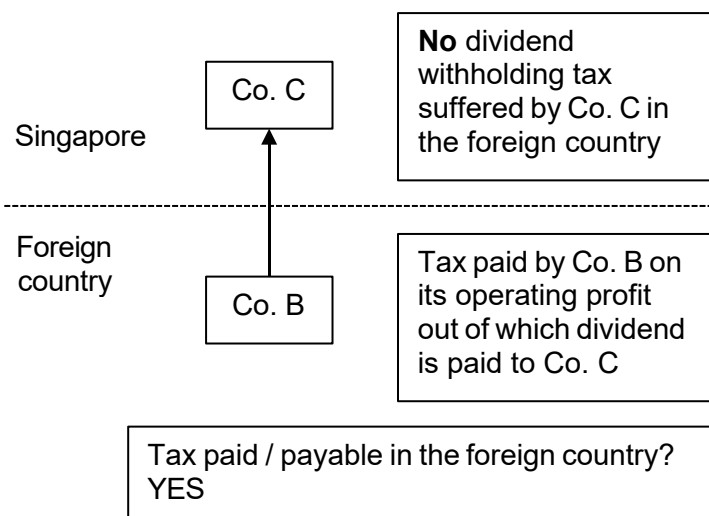 Co. C
No dividend
withholding tax
suffered by Co. C in
the foreign country
Singapore
Foreign
country
Co. B
Tax paid by Co. B on
its operating profit
out of which dividend
is paid to Co. C
Tax paid / payable in the foreign country?
YES